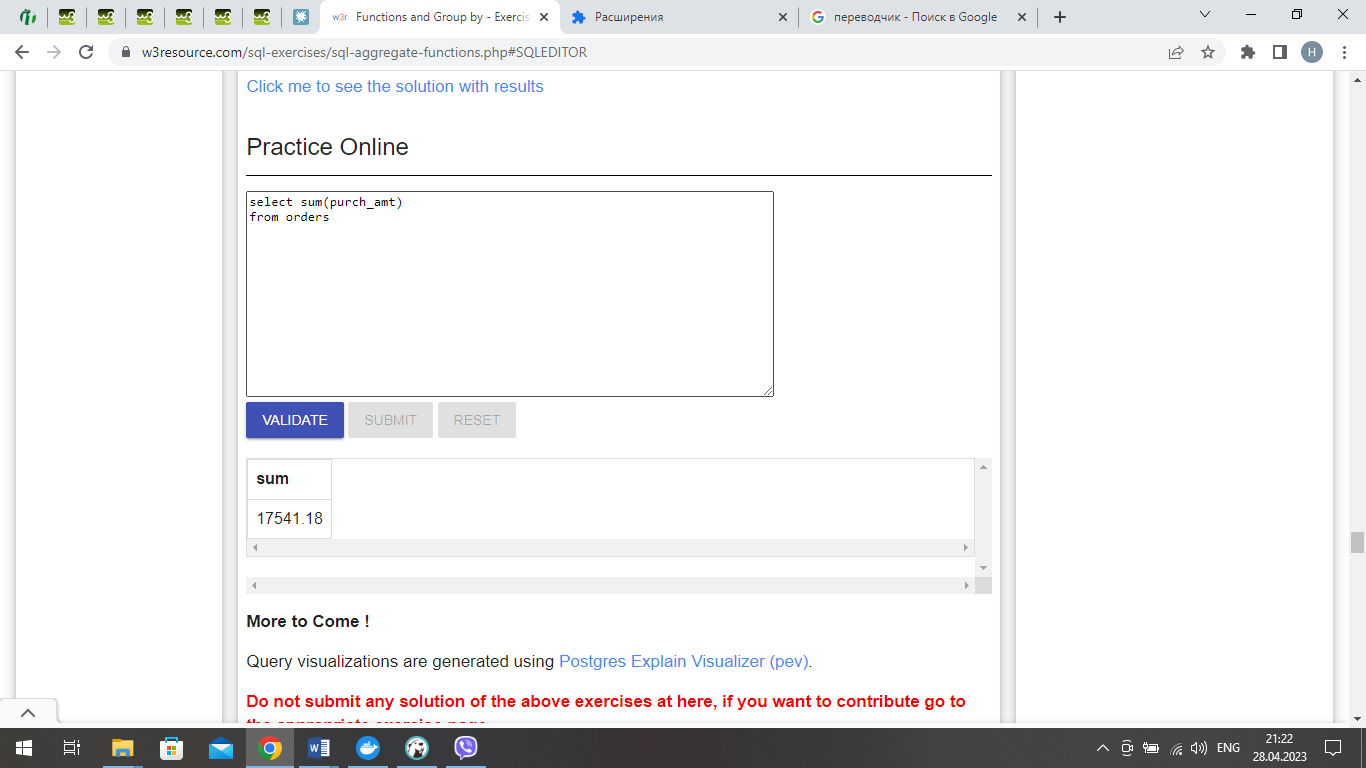 w3r Functions and Group by - Exercis
Расширения
переводчик - Поиск в Google
w3resource.com/sql-exercises/sql-aggregate-functions.php#SQLEDITOR
H
Click me to see the solution with results
Practice Online
select sum(purch_amt)
from orders
VALIDATE SUBMIT RESET
sum
17541.18
More to Come !
Query visualizations are generated using Postgres Explain Visualizer (pev).
Do not submit any solution of the above exercises at here, if you want to contribute go to
the appropriate exercise page.
ENG
21:22
28.04.2023